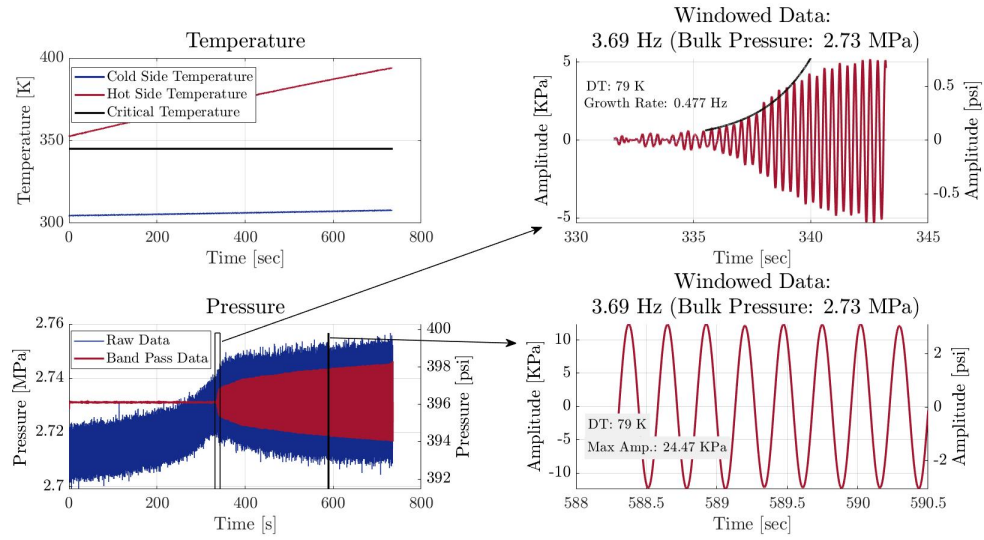 Temperature
400
350
300
Temperature [K]
Cold Side Temperature
Hot Side Temperature
Critical Temperature
0
200
400
600
800
Time [sec]
Windowed Data:
3.69 Hz (Bulk Pressure: 2.73 MPa)
5
0
-5
Amplitude [KPa]
DT: 79 K
Growth Rate: 0.477 Hz
0.5
0
-0.5
Amplitude [psi]
330
335
340
345
Time [sec]
Pressure
2.76
2.74
2.72
2.7
Pressure [MPa]
Raw Data
Band Pass Data
400
398
396
394
392
Pressure [psi]
0
200
400
600
800
Time [s]
Windowed Data:
3.69 Hz (Bulk Pressure: 2.73 MPa)
10
5
0
-5
-10
Amplitude [KPa]
DT: 79 K
Max Amp.: 24.47 KPa
2
0
-2
Amplitude [psi]
588
588.5
589
589.5
590
590.5
Time [sec]